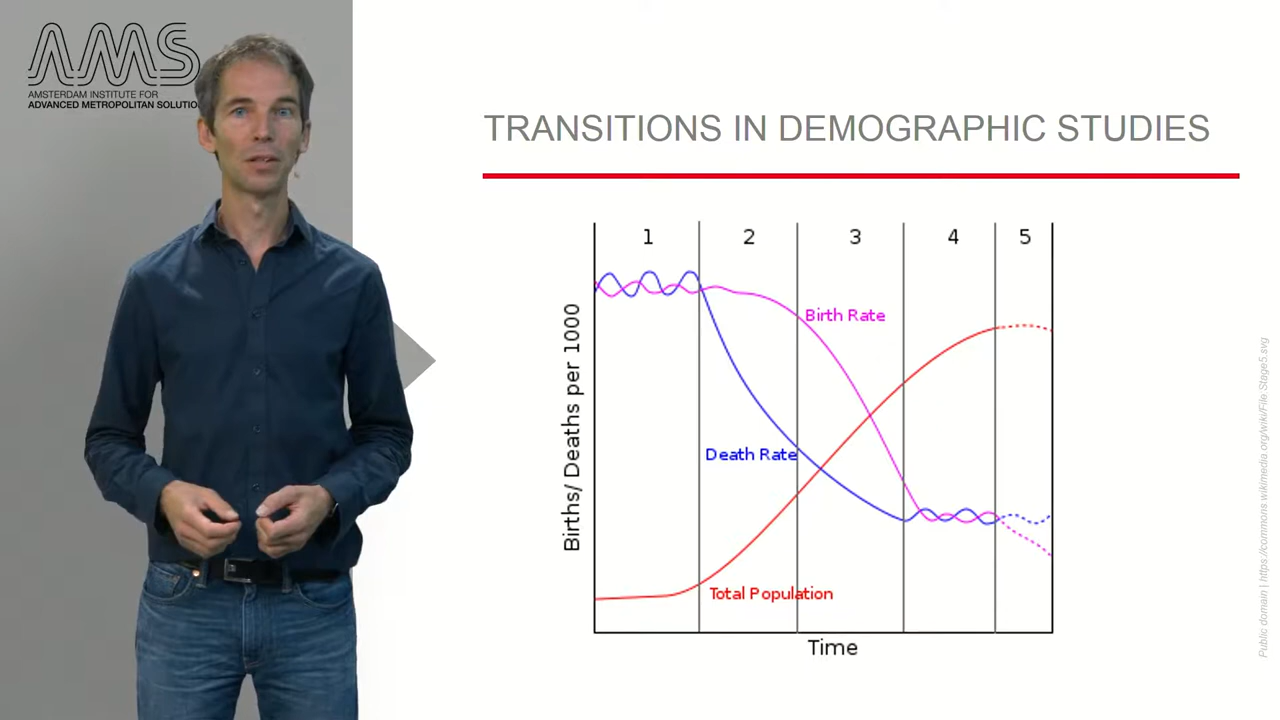 AMS
AMSTERDAM INSTITUTE FOR
ADVANCED METROPOLITAN SOLUTIO
TRANSITIONS IN DEMOGRAPHIC STUDIES
1 2 3 4 5
Births/ Deaths per 1000
Birth Rate
Death Rate
Total Population
Time
Public domain | https://commons.wikimedia.org/wiki/File:Stage5.svg